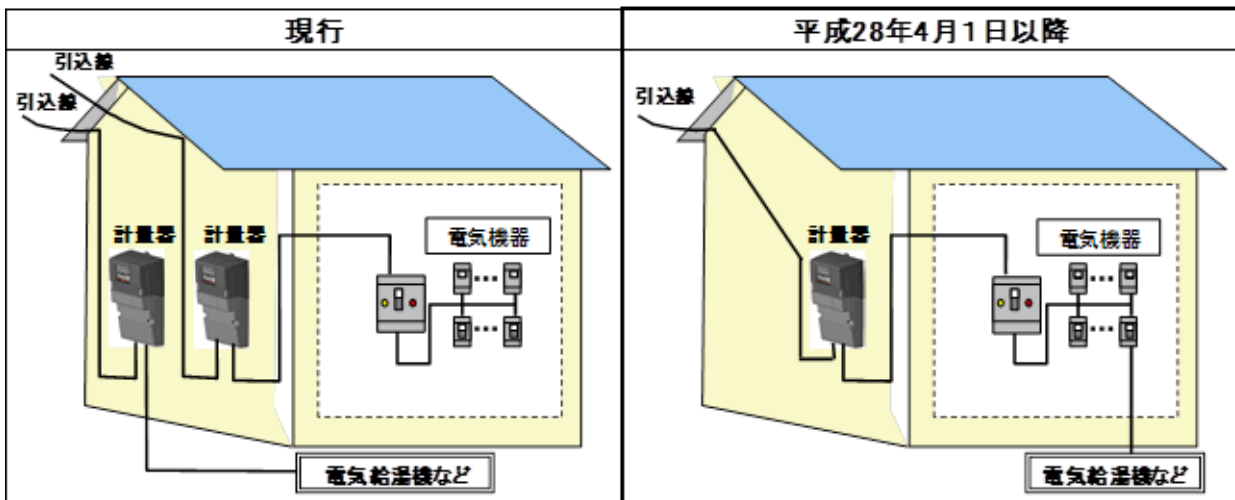 現行
引込線
引込線
計量器
計量器
電気機器
電気給湯機など
平成28年4月1日以降
引込線
計量器
電気機器
電気給湯機など